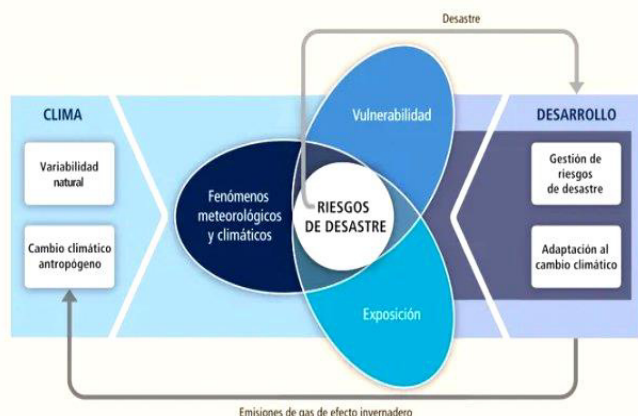 Desastre
CLIMA
Variabilidad
natural
Cambio climático
antropógeno
Fenómenos
meteorológicos
y climáticos
Vulnerabilidad
RIESGOS
DE DESASTRE
Exposición
DESARROLLO
Gestión de
riesgos
de desastre
Adaptación al
cambio climático
Emisiones de gas de efecto invernadero